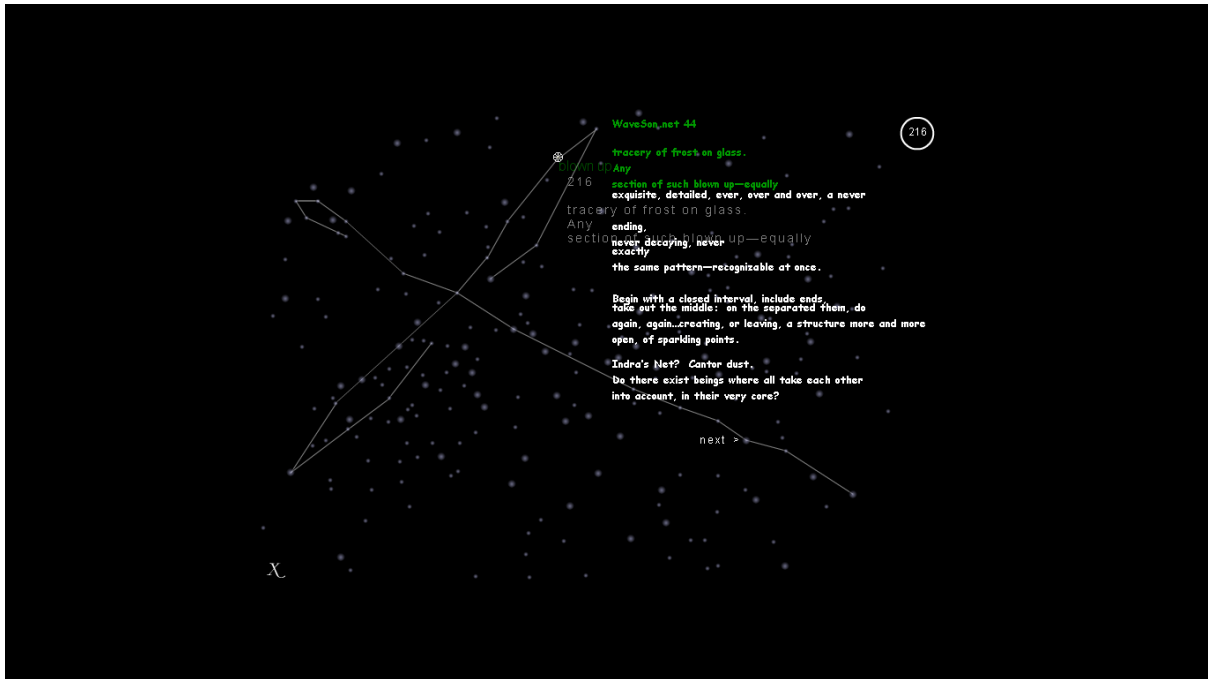 WaveSon.net 44
216
tracery of frost on glass.
blown up
Any
216
section of such blown up—equally
exquisite, detailed, ever, over and over, a never
tracery of frost on glass.
Any
ending,
section of such blown up—equally
never decaying, never
exactly
the same pattern—recognizable at once.
Begin with a closed interval, include ends,
take out the middle: on the separated them, do
again, again...creating, or leaving, a structure more and more
open, of sparkling points.
Indra's Net? Cantor dust.
Do there exist beings where all take each other
into account, in their very core?
next >
X